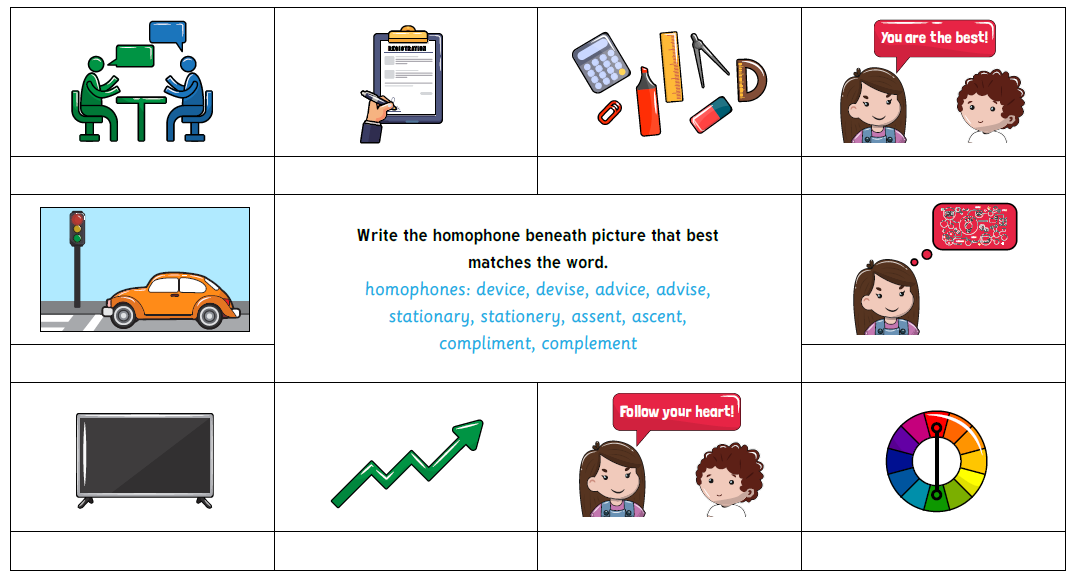 REGISTRATION
You are the best!
Write the homophone beneath picture that best
matches the word.
homophones: device, devise, advice, advise,
stationary, stationery, assent, ascent,
compliment, complement
Follow your heart!